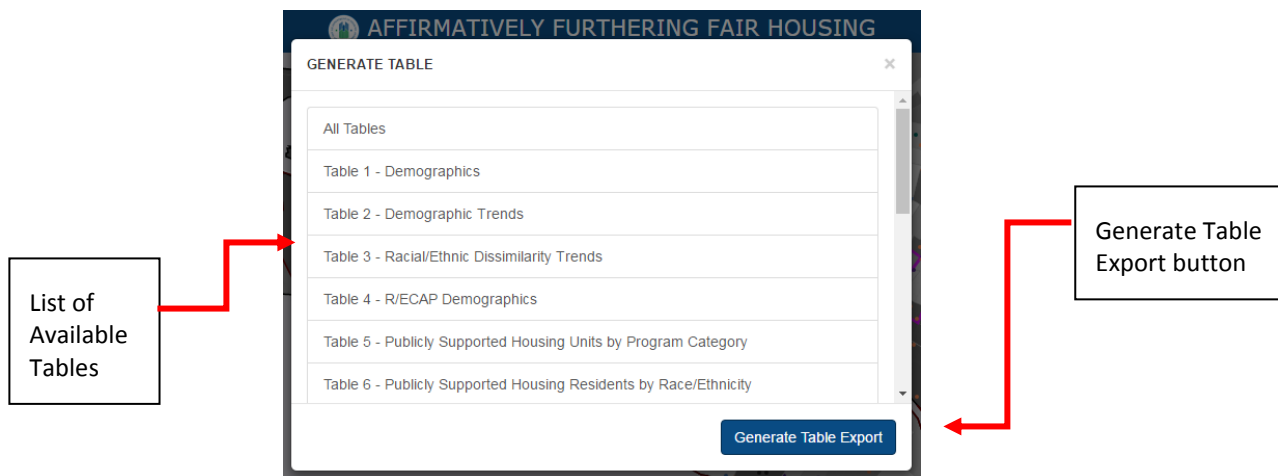 AFFIRMATIVELY FURTHERING FAIR HOUSING
GENERATE TABLE
×
All Tables
Table 1 - Demographics
Table 2 - Demographic Trends
Table 3 - Racial/Ethnic Dissimilarity Trends
Table 4 - R/ECAP Demographics
Table 5 - Publicly Supported Housing Units by Program Category
Table 6 - Publicly Supported Housing Residents by Race/Ethnicity
Generate Table Export
List of
Available
Tables
Generate Table
Export button